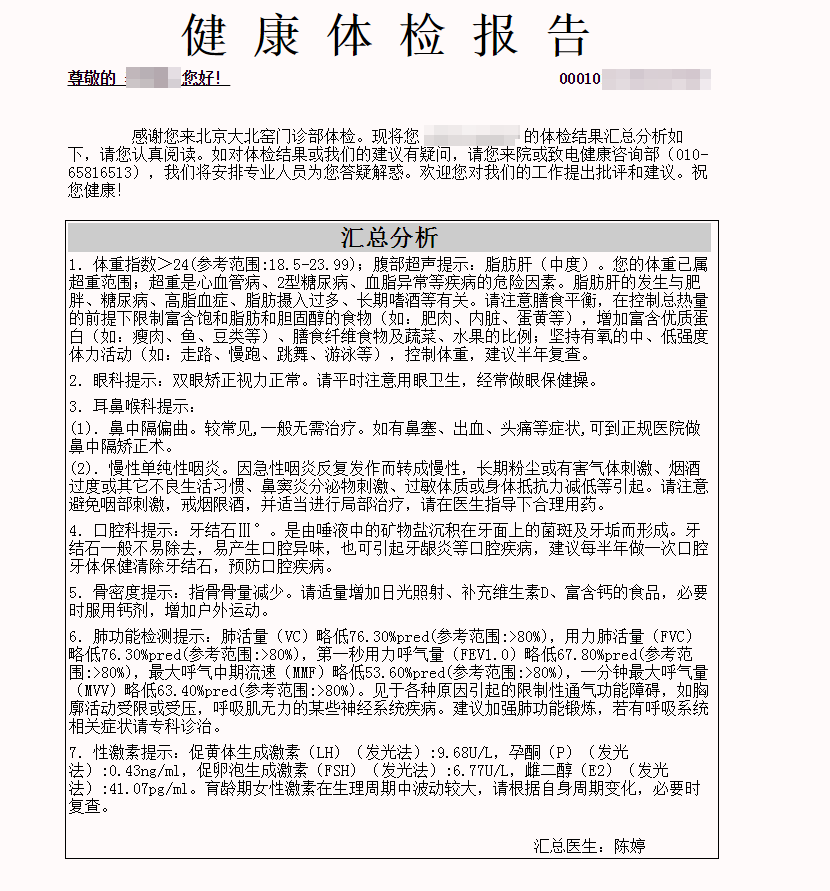 健康体检报告
尊敬的 您好！ 00010
感谢您来北京大北窑门诊部体检。现将您 的体检结果汇总分析如
下，请您认真阅读。如对体检结果或我们的建议有疑问，请您来院或致电健康咨询部（010-
65816513），我们将安排专业人员为您答疑解惑。欢迎您对我们的工作提出批评和建议。祝
您健康！
汇总分析
1. 体重指数＞24(参考范围:18.5-23.99)；腹部超声提示：脂肪肝（中度）。您的体重已属
超重范围；超重是心血管病、2型糖尿病、血脂异常等疾病的危险因素。脂肪肝的发生与肥
胖、糖尿病、高脂血症、脂肪摄入过多、长期嗜酒等有关。请注意膳食平衡，在控制总热量
的前提下限制富含饱和脂肪和胆固醇的食物（如：肥肉、内脏、蛋黄等），增加富含优质蛋
白（如：瘦肉、鱼、豆类等）、膳食纤维食物及蔬菜、水果的比例；坚持有氧的中、低强度
体力活动（如：走路、慢跑、跳舞、游泳等），控制体重，建议半年复查。
2. 眼科提示：双眼矫正视力正常。请平时注意用眼卫生，经常做眼保健操。
3. 耳鼻喉科提示：
(1). 鼻中隔偏曲。较常见,一般无需治疗。如有鼻塞、出血、头痛等症状,可到正规医院做
鼻中隔矫正术。
(2). 慢性单纯性咽炎。因急性咽炎反复发作而转成慢性，长期粉尘或有害气体刺激、烟酒
过度或其它不良生活习惯、鼻窦炎分泌物刺激、过敏体质或身体抵抗力减低等引起。请注意
避免咽部刺激，戒烟限酒，并适当进行局部治疗，请在医生指导下合理用药。
4. 口腔科提示：牙结石Ⅲ°。是由唾液中的矿物盐沉积在牙面上的菌斑及牙垢而形成。牙
结石一般不易除去，易产生口腔异味，也可引起牙龈炎等口腔疾病，建议每半年做一次口腔
牙体保健清除牙结石，预防口腔疾病。
5. 骨密度提示：指骨骨量减少。请适量增加日光照射、补充维生素D、富含钙的食品，必要
时服用钙剂，增加户外运动。
6. 肺功能检测提示：肺活量（VC）略低76.30%pred(参考范围:>80%)，用力肺活量（FVC）
略低76.30%pred(参考范围:>80%)，第一秒用力呼气量（FEV1.0）略低67.80%pred(参考范
围:>80%)，最大呼气中期流速（MMF）略低53.60%pred(参考范围:>80%)，一分钟最大呼气量
（MVV）略低63.40%pred(参考范围:>80%)。见于各种原因引起的限制性通气功能障碍，如胸
廓活动受限或受压，呼吸肌无力的某些神经系统疾病。建议加强肺功能锻炼，若有呼吸系统
相关症状请专科诊治。
7. 性激素提示：促黄体生成激素（LH）（发光法）:9.68U/L，孕酮（P）（发光
法）:0.43ng/ml，促卵泡生成激素（FSH）（发光法）:6.77U/L，雌二醇（E2）（发光
法）:41.07pg/ml。育龄期女性激素在生理周期中波动较大，请根据自身周期变化，必要时
复查。
汇总医生：陈婷